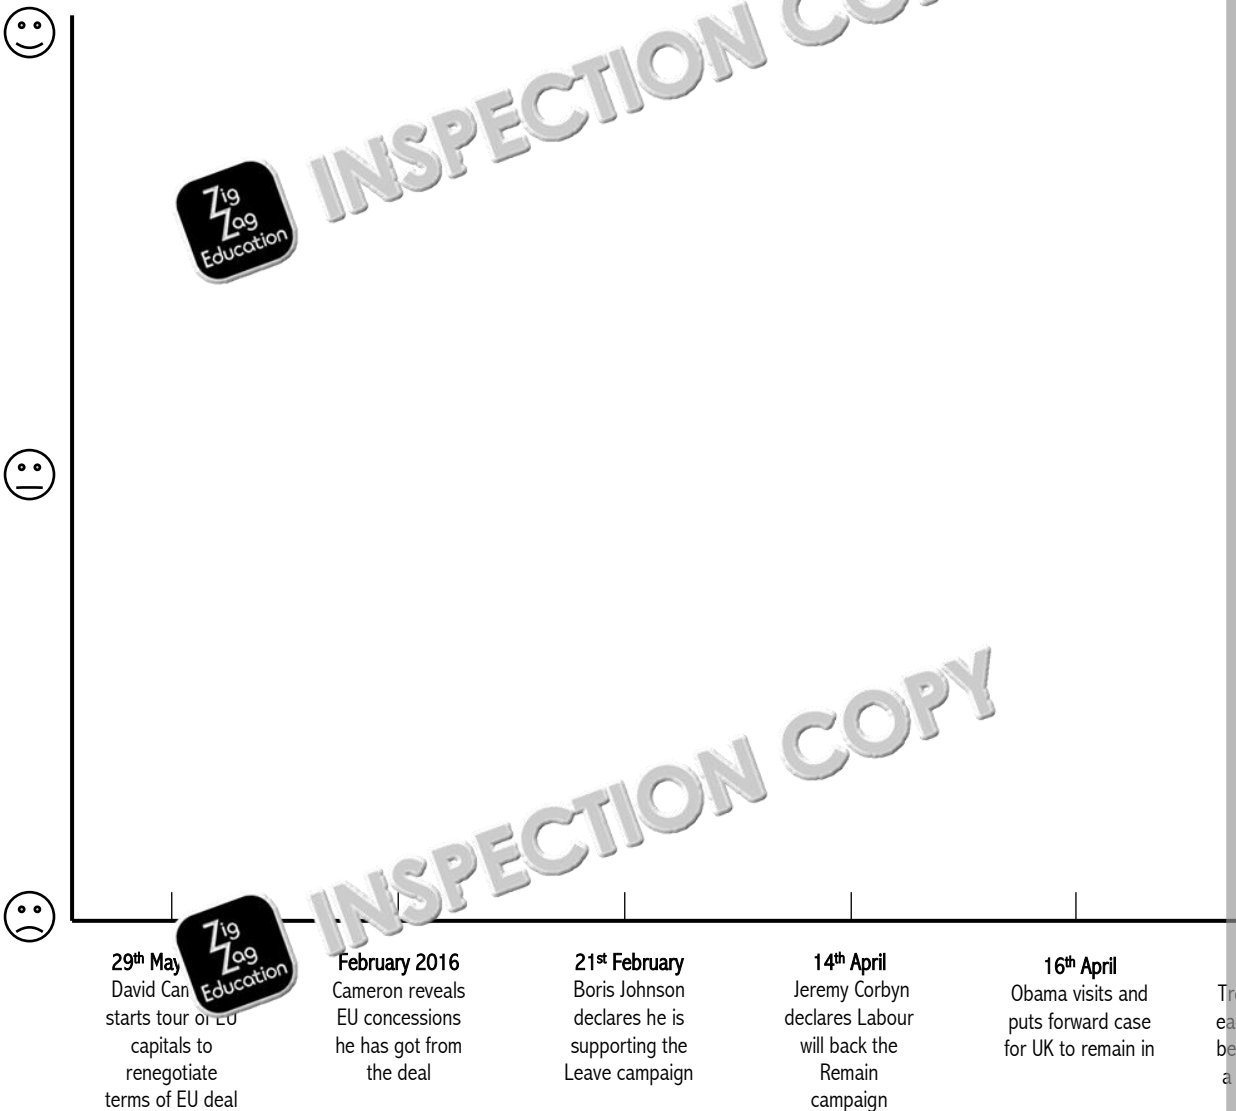 INSPECTION
Zig
Zag
Education
INSPECTION COPY
Zig
Zag
Education
29th May
David
starts tour of EU
capitals to
renegotiate
terms of EU deal
February 2016
Cameron reveals
EU concessions
he has got from
the deal
21st February
Boris Johnson
declares he is
supporting the
Leave campaign
14th April
Jeremy Corbyn
declares Labour
will back the
Remain
campaign
16th April
Obama visits and
puts forward case
for UK to remain in